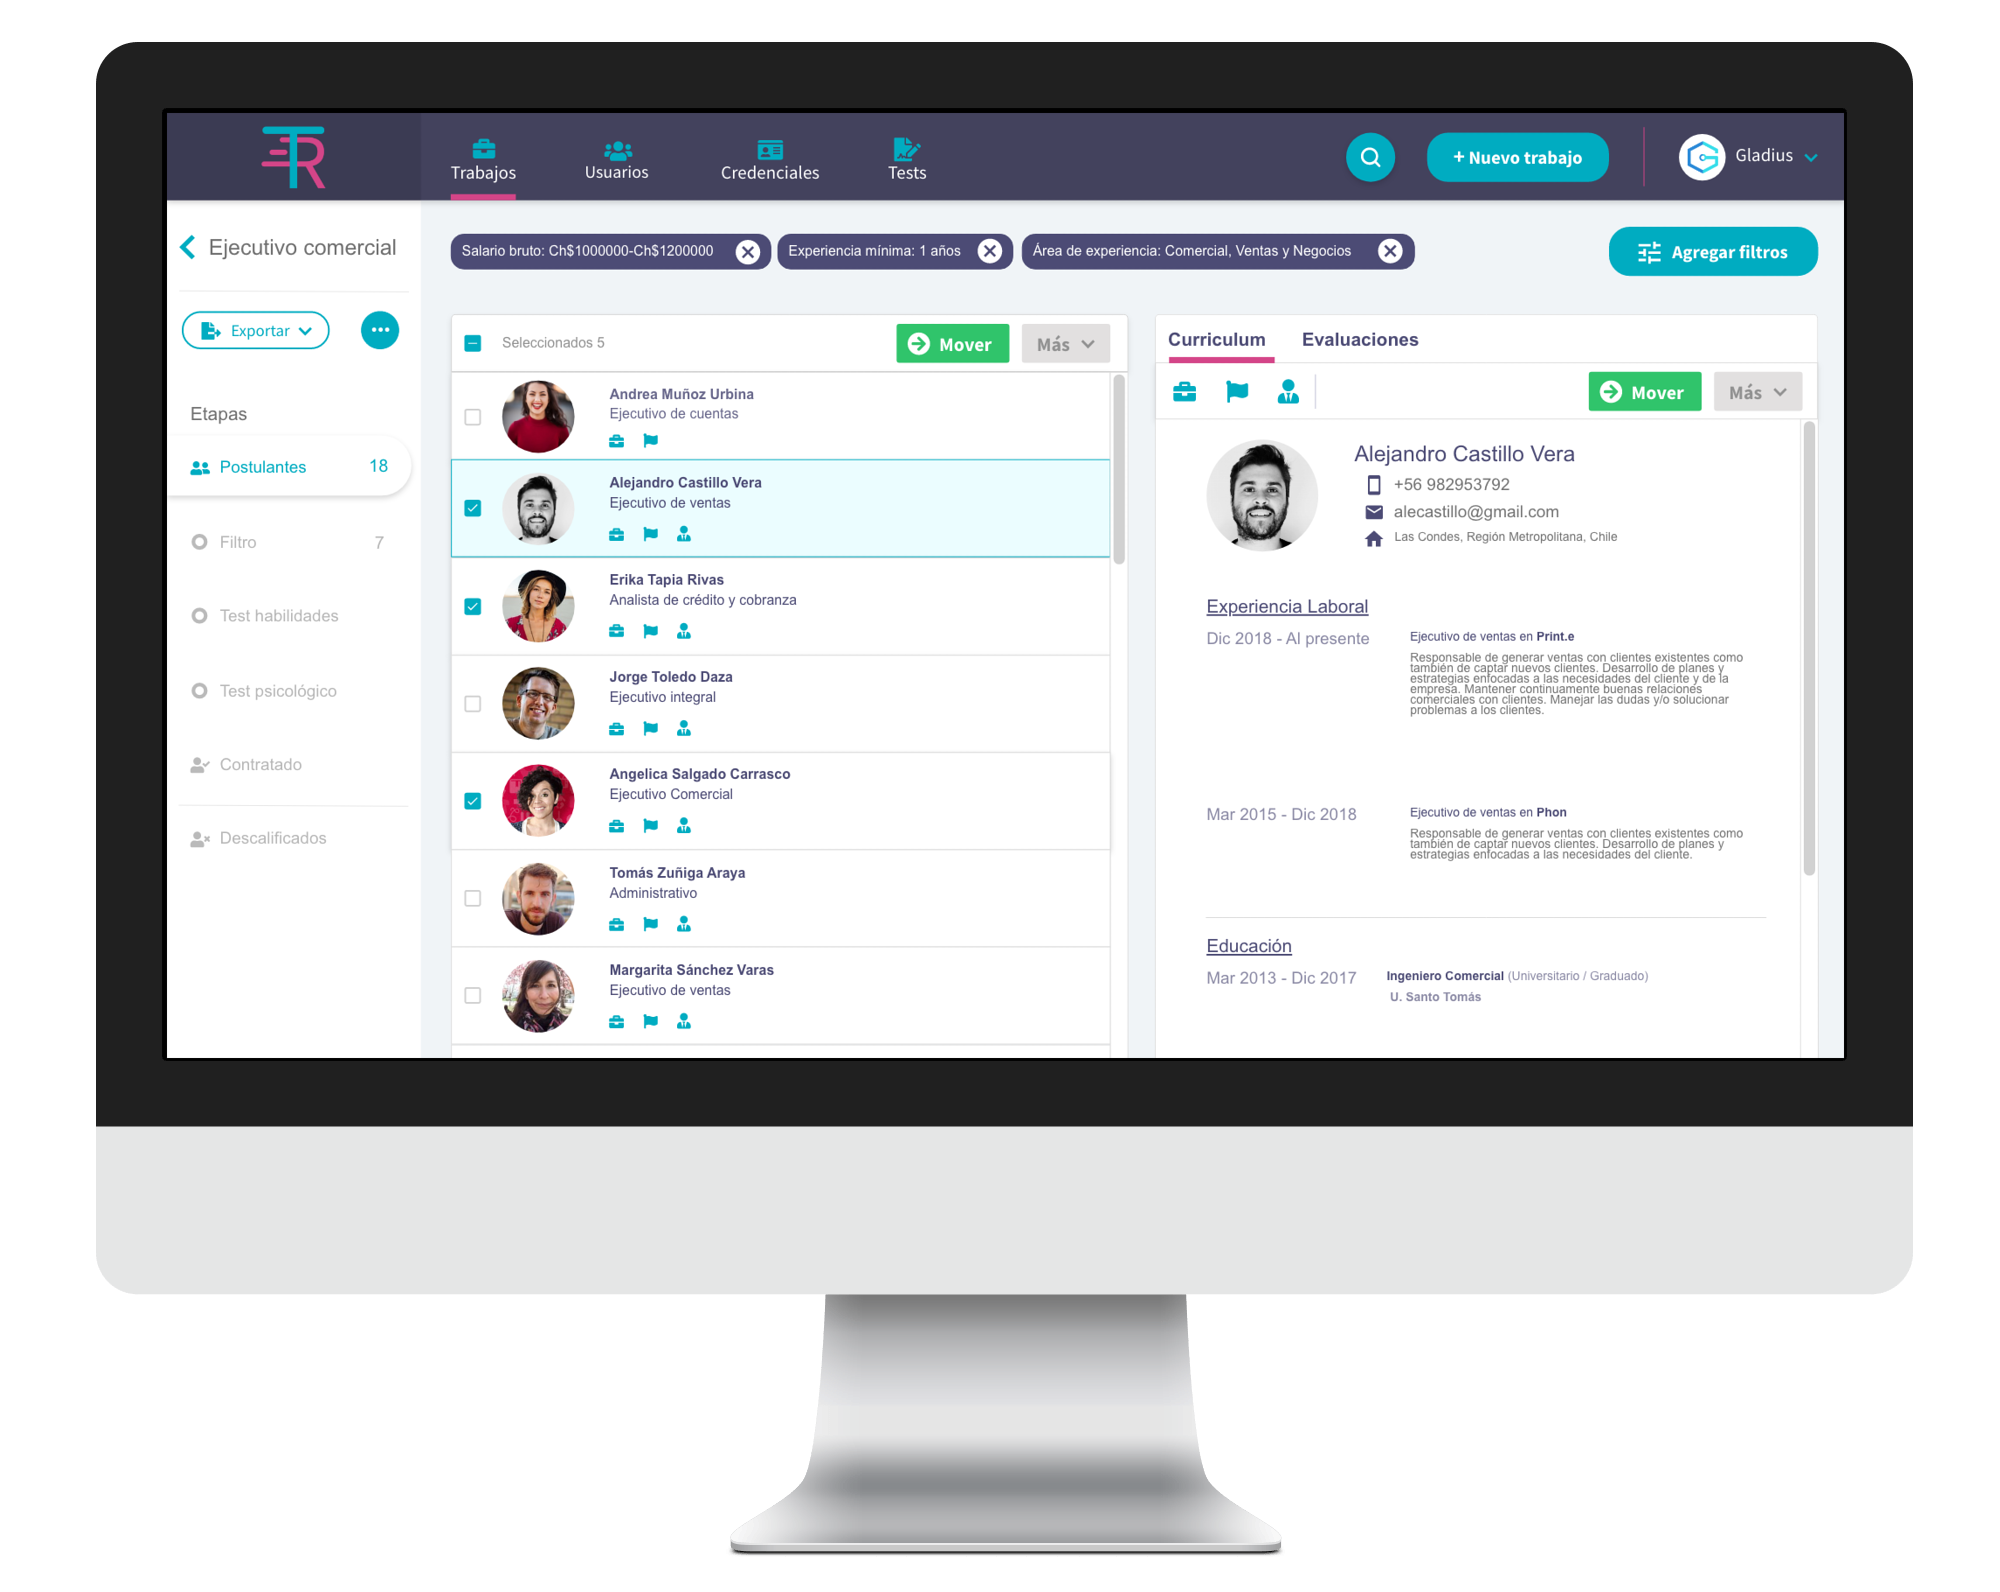 TR
Trabajos
Usuarios
Credenciales
Tests
+ Nuevo trabajo
Gladius
Ejecutivo comercial
Salario bruto: Ch$1000000-Ch$1200000
Experiencia mínima: 1 años
Área de experiencia: Comercial, Ventas y Negocios
Agregar filtros
Exportar
Etapas
Postulantes 18
Filtro 7
Test habilidades
Test psicológico
Contratado
Descalificados
Seleccionados 5
Mover
Más
Andrea Muñoz Urbina
Ejecutivo de cuentas
Alejandro Castillo Vera
Ejecutivo de ventas
Erika Tapia Rivas
Analista de crédito y cobranza
Jorge Toledo Daza
Ejecutivo integral
Angelica Salgado Carrasco
Ejecutivo Comercial
Tomás Zuñiga Araya
Administrativo
Margarita Sánchez Varas
Ejecutivo de ventas
Curriculum
Evaluaciones
Mover
Más
Alejandro Castillo Vera
+56 982953792
alecastillo@gmail.com
Las Condes, Región Metropolitana, Chile
Experiencia Laboral
Dic 2018 - Al presente
Ejecutivo de ventas en Print.e
Responsable de generar ventas con clientes existentes como
también de captar nuevos clientes. Desarrollo de planes y
estrategias enfocadas a las necesidades del cliente y de la
empresa. Mantener continuamente buenas relaciones
comerciales con clientes. Manejar las dudas y/o solucionar
problemas a los clientes.
Mar 2015 - Dic 2018
Ejecutivo de ventas en Phon
Responsable de generar ventas con clientes existentes como
también de captar nuevos clientes. Desarrollo de planes y
estrategias enfocadas a las necesidades del cliente.
Educación
Mar 2013 - Dic 2017
Ingeniero Comercial (Universitario / Graduado)
U. Santo Tomás